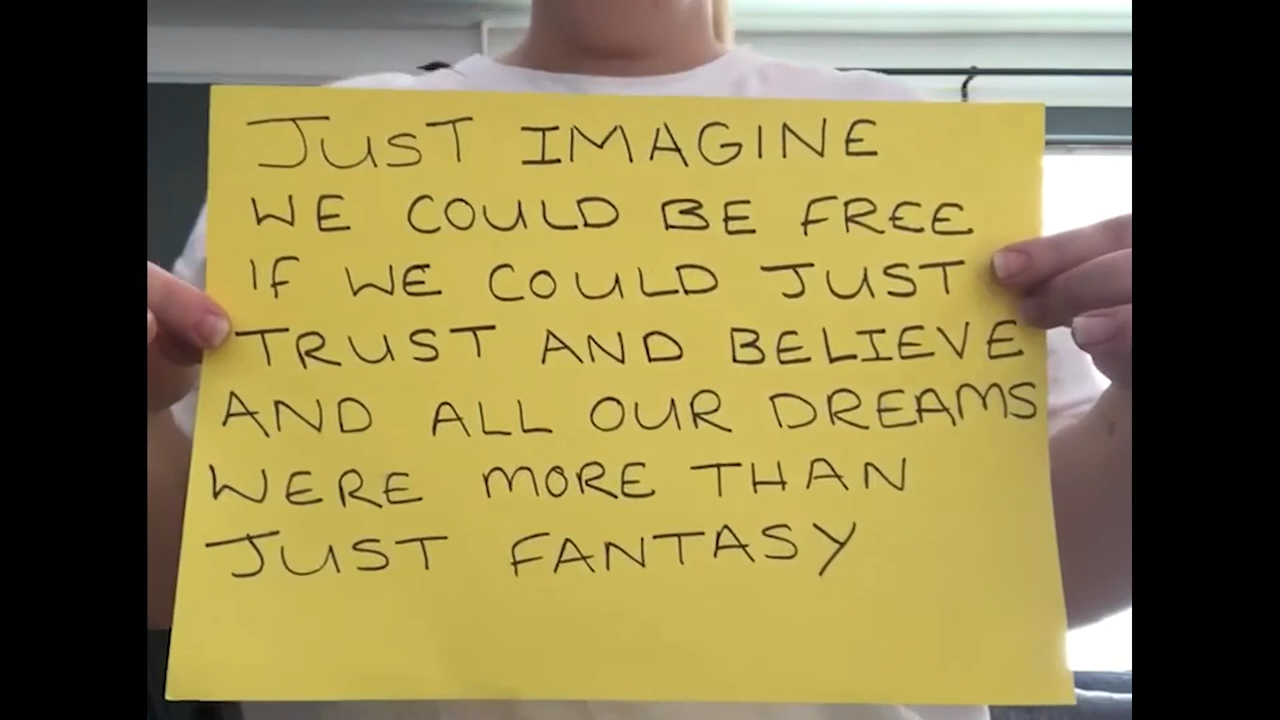 JUST IMAGINE
WE COULD BE FREE
IF WE COULD JUST
TRUST AND BELIEVE
AND ALL OUR DREAMS
WERE MORE THAN
JUST FANTASY